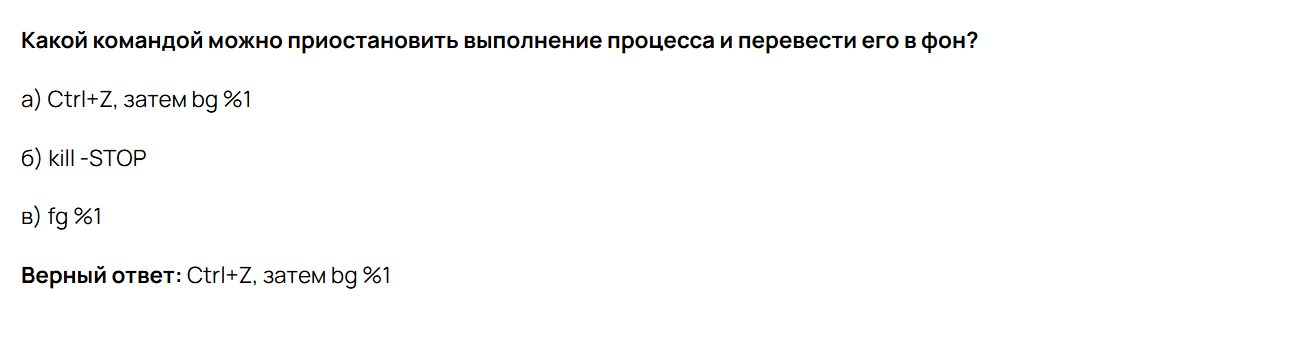 Какой командой можно приостановить выполнение процесса и перевести его в фон?
а) Ctrl+Z, затем bg %1
б) kill -STOP
в) fg %1
Верный ответ: Ctrl+Z, затем bg %1